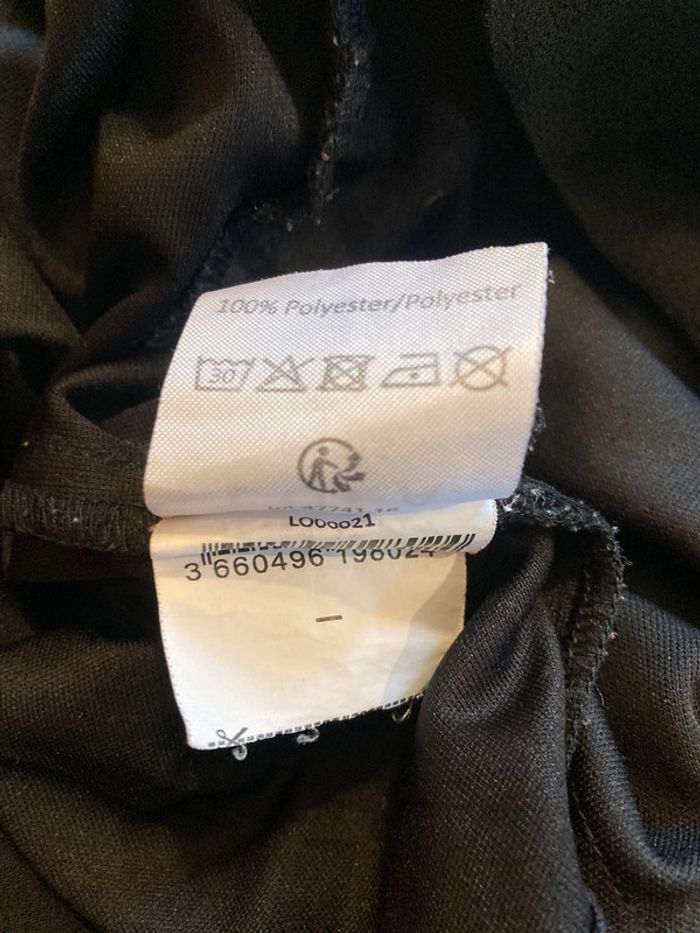 100% Polyester/Polyester
30
LO00021
3 660496 198024